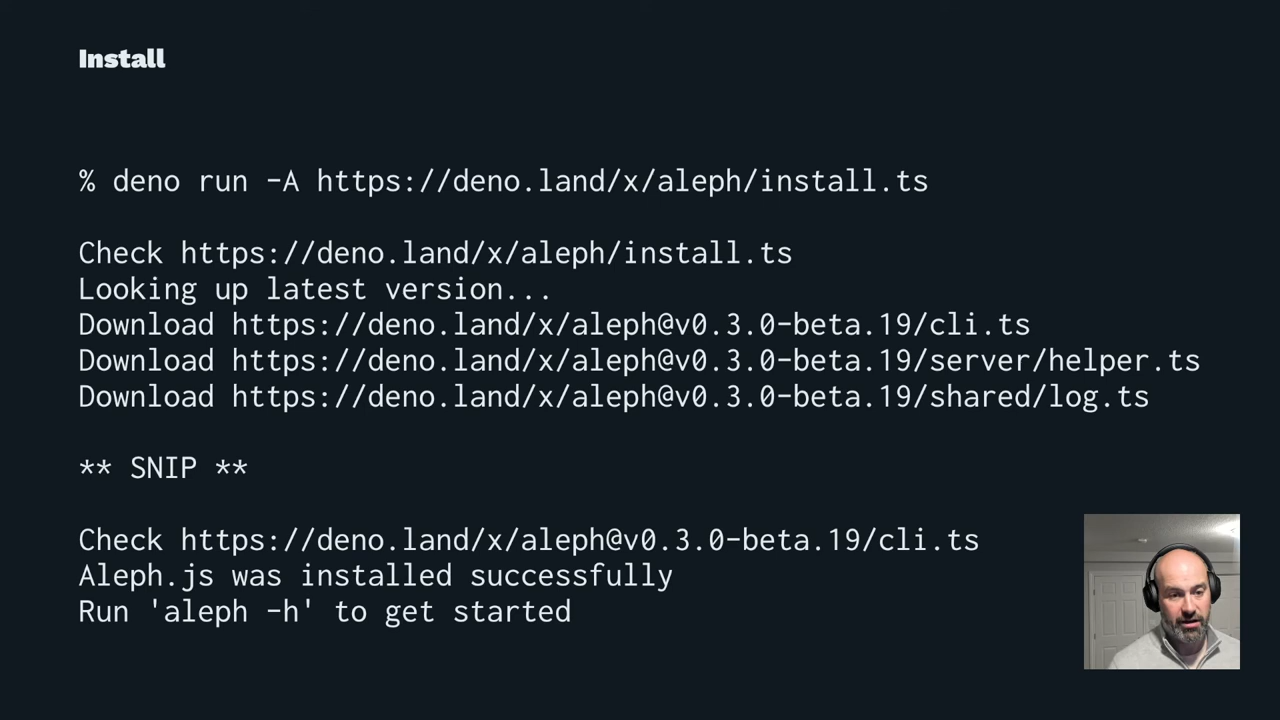 Install
% deno run -A https://deno.land/x/aleph/install.ts
Check https://deno.land/x/aleph/install.ts
Looking up latest version...
Download https://deno.land/x/aleph@v0.3.0-beta.19/cli.ts
Download https://deno.land/x/aleph@v0.3.0-beta.19/server/helper.ts
Download https://deno.land/x/aleph@v0.3.0-beta.19/shared/log.ts
** SNIP **
Check https://deno.land/x/aleph@v0.3.0-beta.19/cli.ts
Aleph.js was installed successfully
Run 'aleph -h' to get started